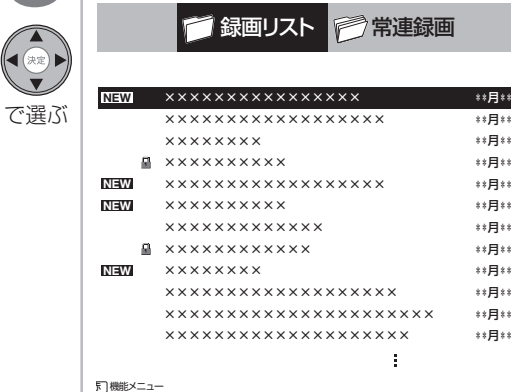 決定
で選ぶ
録画リスト 常連録画
NEW ×××××××××××××××× **月**
×××××××××××××××××× **月**
×××××××× **月**
×××××××××× **月**
NEW ×××××××××××××××××× **月**
NEW ×××××××××× **月**
××××××××××××× **月**
×××××××××××× **月**
NEW ×××××××× **月**
××××××××××××××××××× **月**
×××××××××××××××××××××× **月**
×××××××××××××××××××× **月**
⋮
機能メニュー